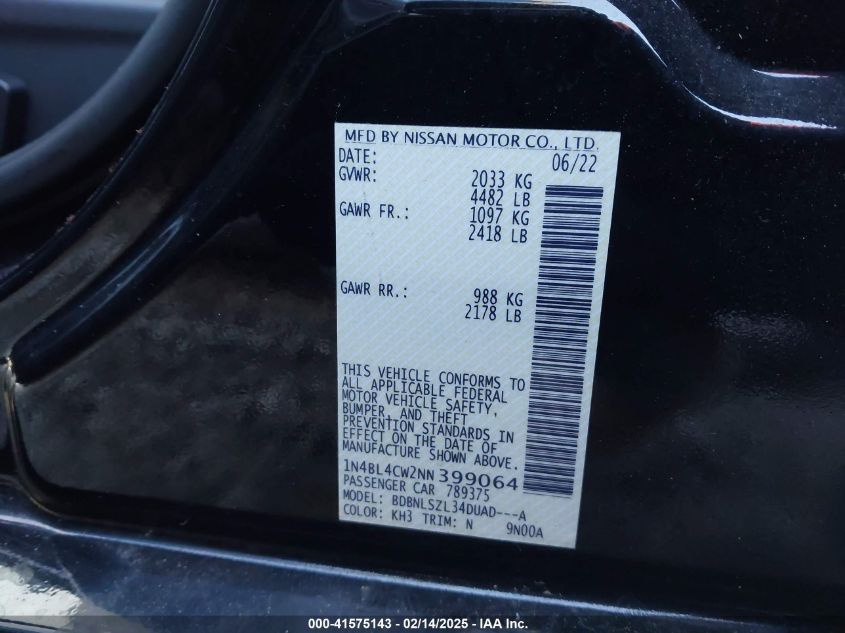 MFD BY NISSAN MOTOR CO., LTD.
DATE: 06/22
GVWR: 2033 KG
4482 LB
GAWR FR.: 1097 KG
2418 LB
GAWR RR.: 988 KG
2178 LB
THIS VEHICLE CONFORMS TO
ALL APPLICABLE FEDERAL
MOTOR VEHICLE SAFETY,
BUMPER, AND THEFT
PREVENTION STANDARDS IN
EFFECT ON THE DATE OF
MANUFACTURE SHOWN ABOVE.
1N4BL4CW2NN399064
PASSENGER CAR 789375
MODEL: BDBNLSZL34DUAD---A
COLOR: KH3 TRIM: N 9N00A
000-41575143 - 02/14/2025 - IAA Inc.